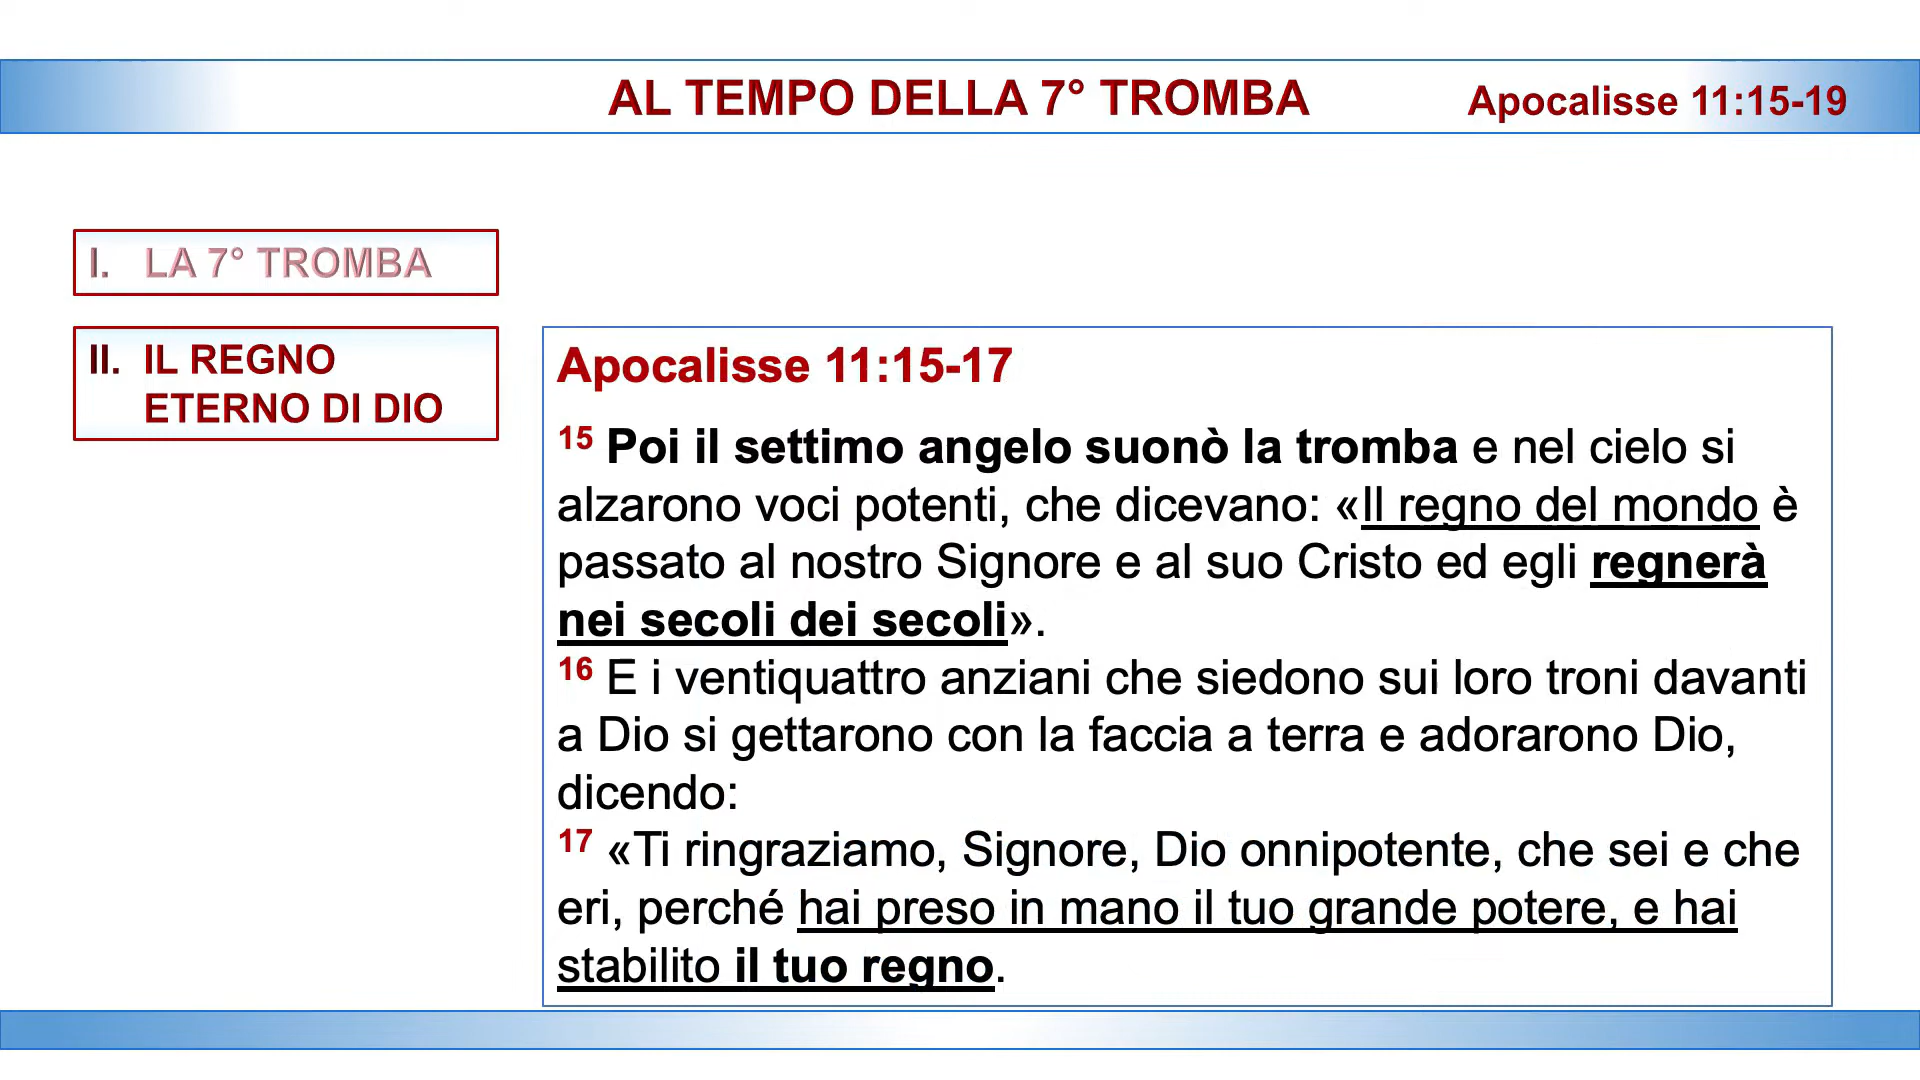 AL TEMPO DELLA 7° TROMBA
Apocalisse 11:15-19
I. LA 7° TROMBA
II. IL REGNO
ETERNO DI DIO
Apocalisse 11:15-17
15 Poi il settimo angelo suonò la tromba e nel cielo si
alzarono voci potenti, che dicevano: «Il regno del mondo è
passato al nostro Signore e al suo Cristo ed egli regnerà
nei secoli dei secoli».
16 E i ventiquattro anziani che siedono sui loro troni davanti
a Dio si gettarono con la faccia a terra e adorarono Dio,
dicendo:
17 «Ti ringraziamo, Signore, Dio onnipotente, che sei e che
eri, perché hai preso in mano il tuo grande potere, e hai
stabilito il tuo regno.